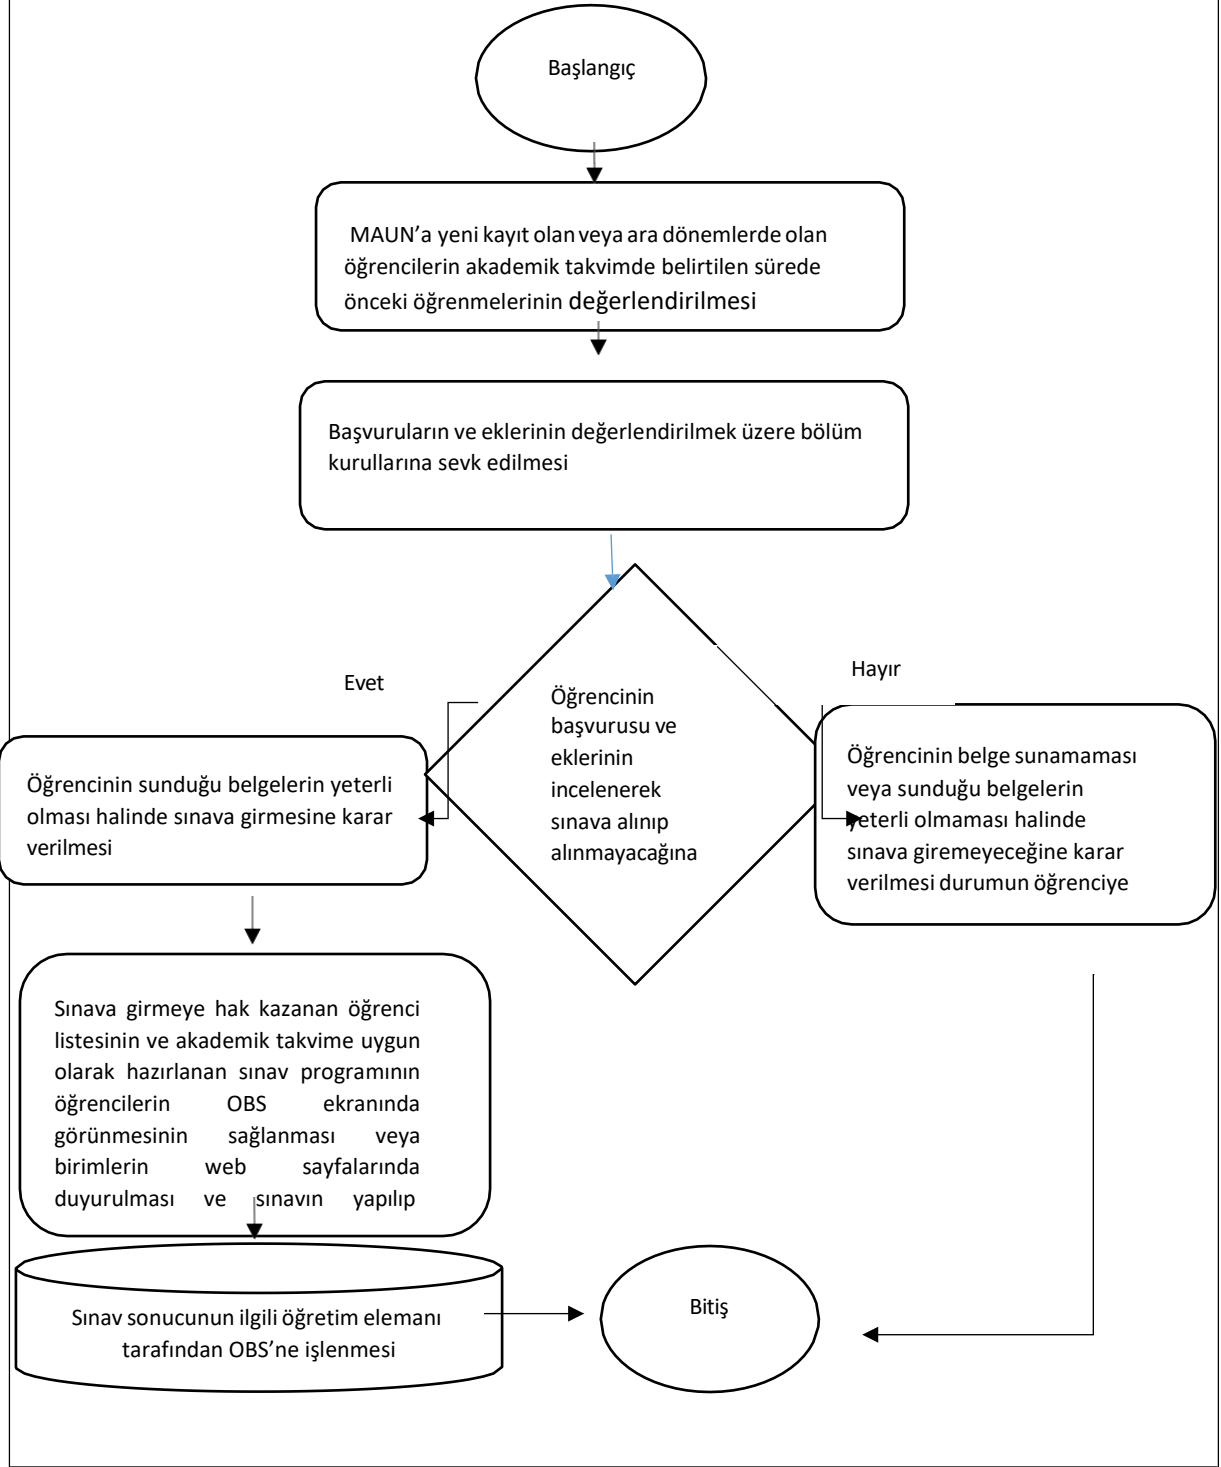 Başlangıç
MAUN’a yeni kayıt olan veya ara dönemlerde olan
öğrencilerin akademik takvimde belirtilen sürede
önceki öğrenmelerinin değerlendirilmesi
Başvuruların ve eklerinin değerlendirilmek üzere bölüm
kurullarına sevk edilmesi
Evet
Hayır
Öğrencinin
başvurusu ve
eklerinin
incelenerek
sınava alınıp
alınmayacağına
Öğrencinin sunduğu belgelerin yeterli
olması halinde sınava girmesine karar
verilmesi
Öğrencinin belge sunamaması
veya sunduğu belgelerin
yeterli olmaması halinde
sınava giremeyeceğine karar
verilmesi durumun öğrenciye
Sınava girmeye hak kazanan öğrenci
listesinin ve akademik takvime uygun
olarak hazırlanan sınav programının
öğrencilerin OBS ekranında
görünmesinin sağlanması veya
birimlerin web sayfalarında
duyurulması ve sınavın yapılıp
Sınav sonucunun ilgili öğretim elemanı
tarafından OBS’ne işlenmesi
Bitiş